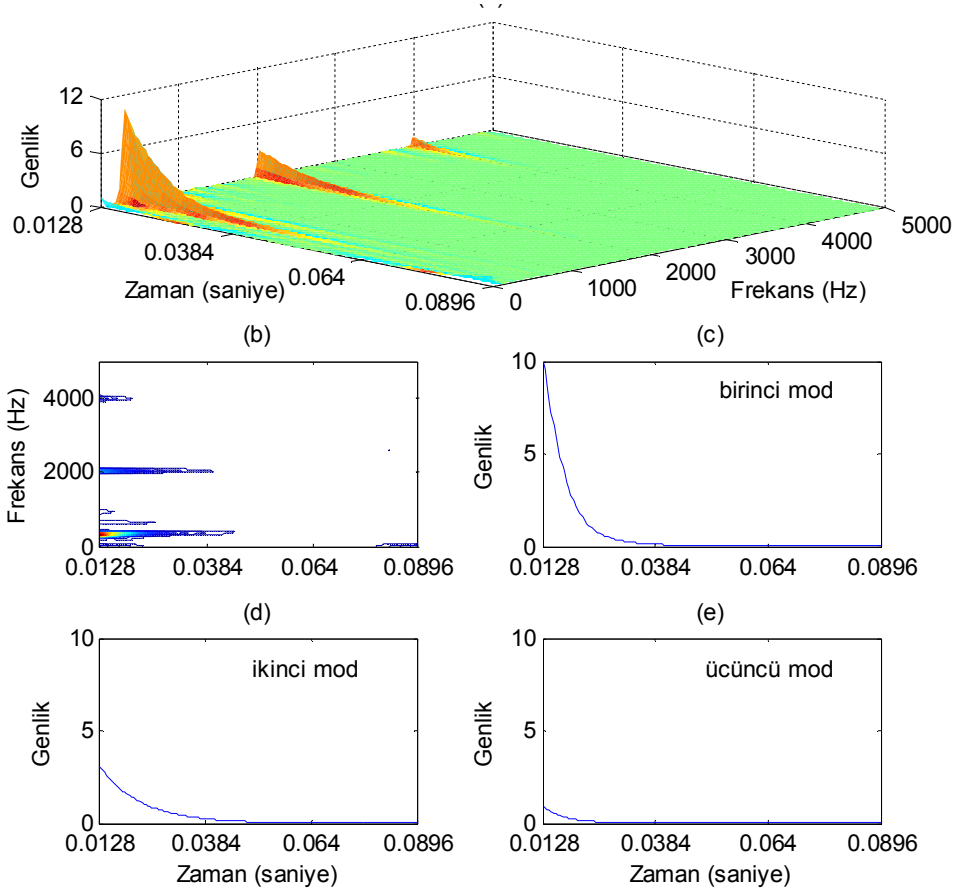 12
6
0
Genlik
0.0128
0.0384
0.064
0.0896
Zaman (saniye)
0
1000
2000
3000
4000
5000
Frekans (Hz)
(b)
(c)
4000
2000
0
Frekans (Hz)
0.0128 0.0384 0.064 0.0896
10
5
0
Genlik
birinci mod
0.0128 0.0384 0.064 0.0896
(d)
(e)
10
5
0
Genlik
ikinci mod
0.0128 0.0384 0.064 0.0896
Zaman (saniye)
10
5
0
Genlik
ücüncü mod
0.0128 0.0384 0.064 0.0896
Zaman (saniye)